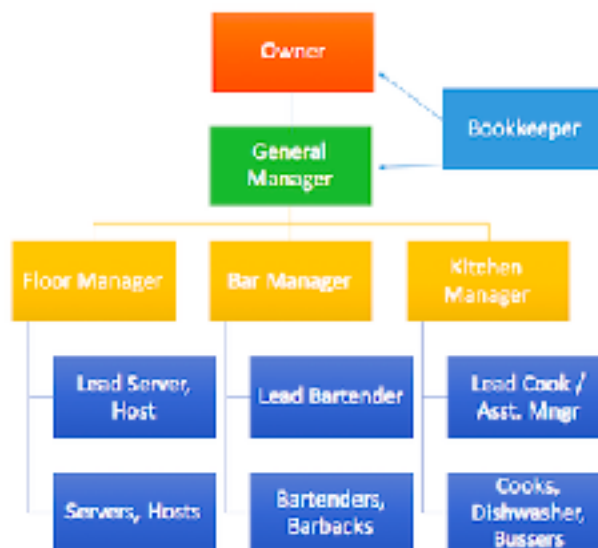 Owner
Bookkeeper
General
Manager
Floor Manager
Bar Manager
Kitchen
Manager
Lead Server,
Host
Lead Bartender
Lead Cook /
Asst. Mngr
Servers, Hosts
Bartenders,
Barbacks
Cooks,
Dishwasher,
Bussers